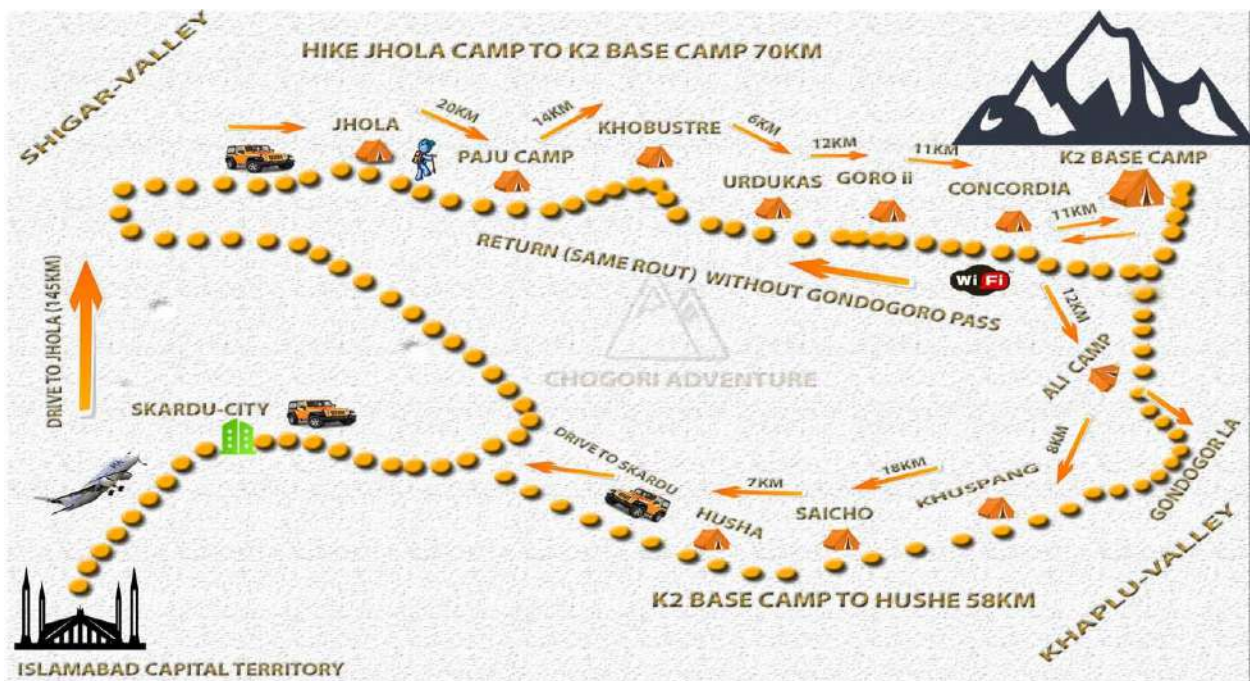 HIKE JHOLA CAMP TO K2 BASE CAMP 70KM
SHIGAR-VALLEY
JHOLA
20KM
PAJU CAMP
14KM
KHOBUSTRE
6KM
URDUKAS
12KM
GORO ii
11KM
CONCORDIA
K2 BASE CAMP
11KM
RETURN (SAME ROUT) WITHOUT GONDOGORO PASS
WiFi
12KM
ALI CAMP
DRIVE TO JHOLA (145KM)
CHOGORI ADVENTURE
SKARDU-CITY
8KM
GONDOGOR LA
DRIVE TO SKARDU
18KM
KHUSPANG
7KM
SAICHO
HUSHA
KHAPLU-VALLEY
K2 BASE CAMP TO HUSHE 58KM
ISLAMABAD CAPITAL TERRITORY